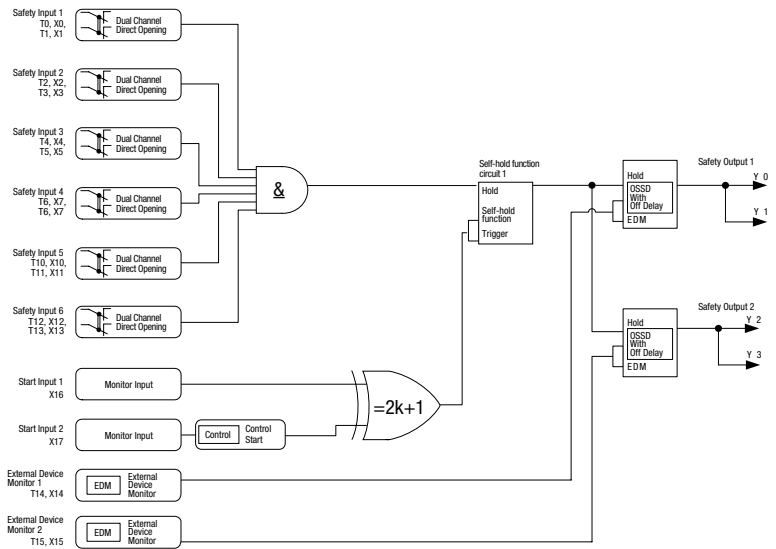 Safety Input 1
T0, X0,
T1, X1
Dual Channel
Direct Opening
Safety Input 2
T2, X2,
T3, X3
Dual Channel
Direct Opening
Safety Input 3
T4, X4,
T5, X5
Dual Channel
Direct Opening
Safety Input 4
T6, X7,
T6, X7
Dual Channel
Direct Opening
Safety Input 5
T10, X10,
T11, X11
Dual Channel
Direct Opening
Safety Input 6
T12, X12,
T13, X13
Dual Channel
Direct Opening
&
Self-hold function
circuit 1
Hold
Self-hold
function
Trigger
Safety Output 1
Hold
OSSD
With
Off Delay
EDM
Y 0
Y 1
Safety Output 2
Hold
OSSD
With
Off Delay
EDM
Y 2
Y 3
Start Input 1
X16
Monitor Input
Start Input 2
X17
Monitor Input
Control
Control
Start
=2k+1
External Device
Monitor 1
T14, X14
EDM
External
Device
Monitor
External Device
Monitor 2
T15, X15
EDM
External
Device
Monitor